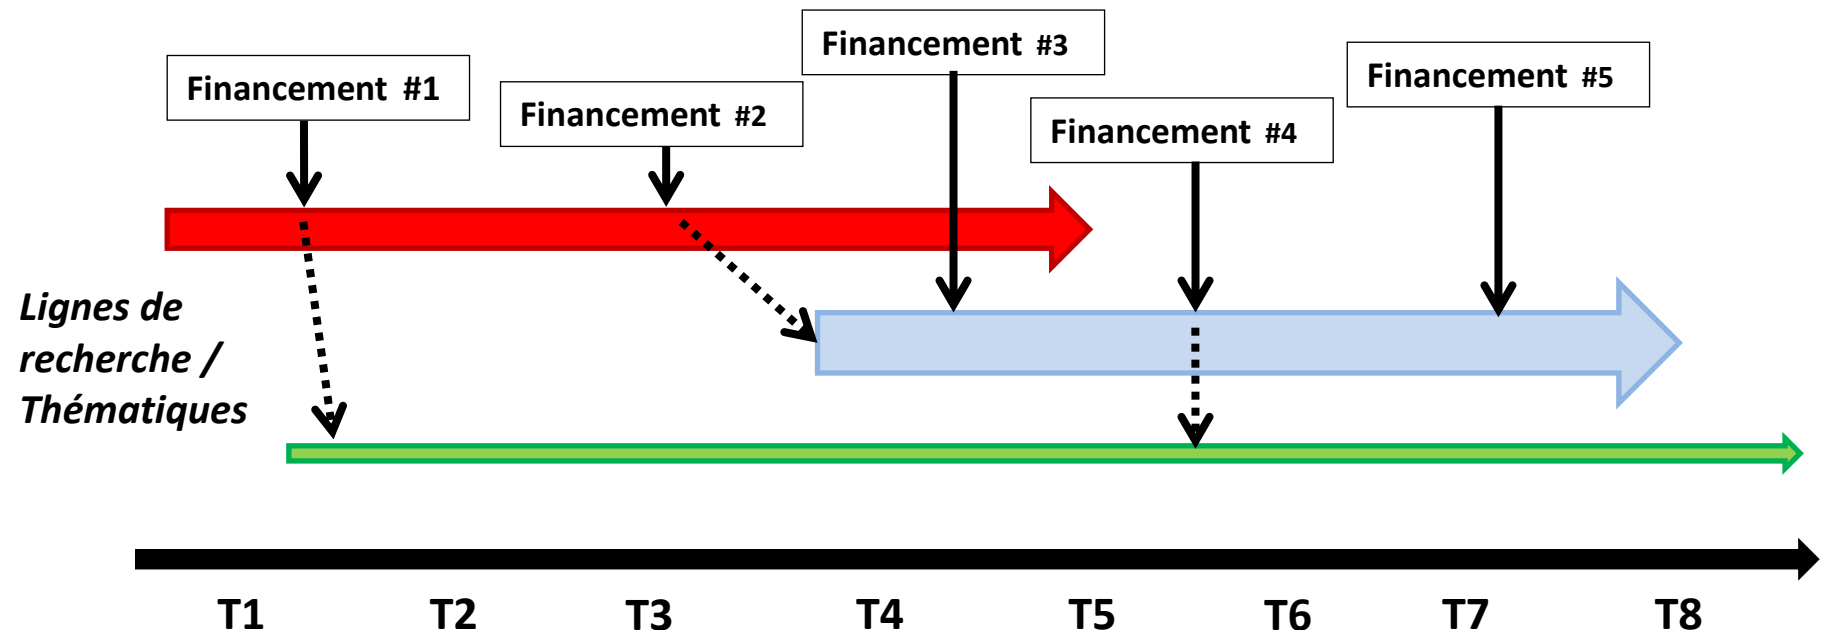 Financement #1
Financement #2
Financement #3
Financement #4
Financement #5
Lignes de
recherche /
Thématiques
T1 T2 T3 T4 T5 T6 T7 T8